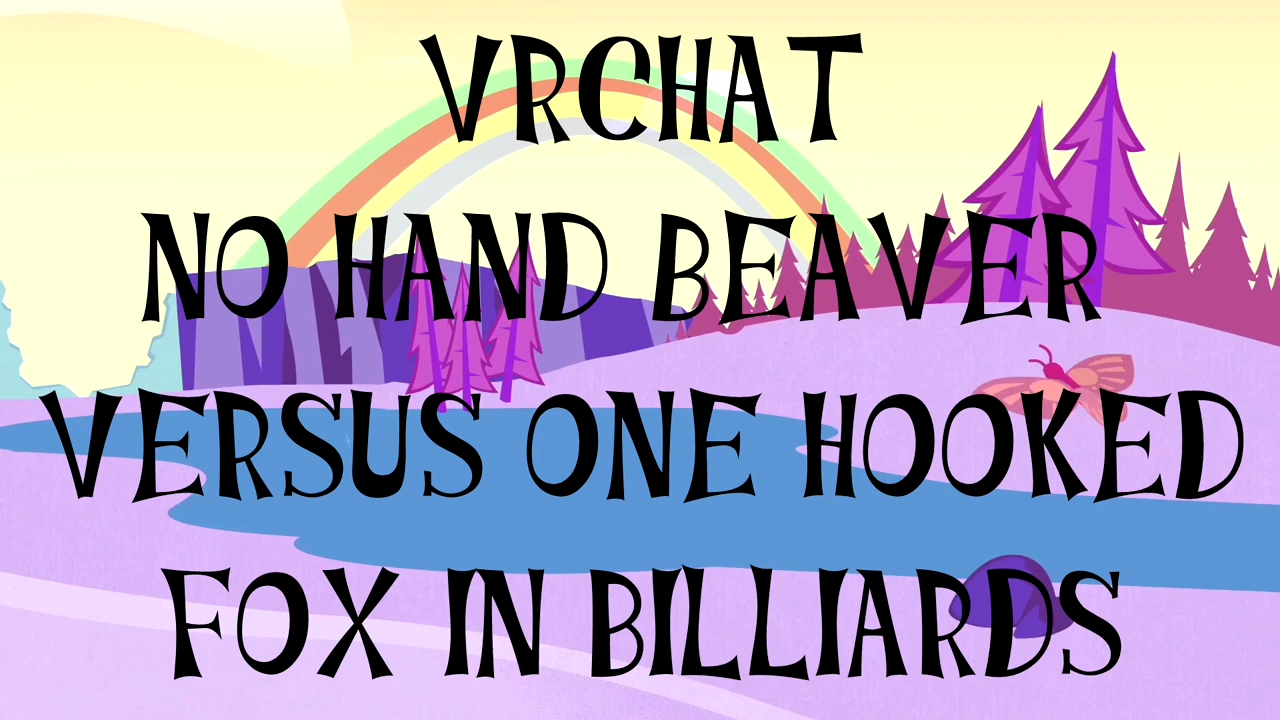 VRCHAT
NO HAND BEAVER
VERSUS ONE HOOKED
FOX IN BILLIARDS